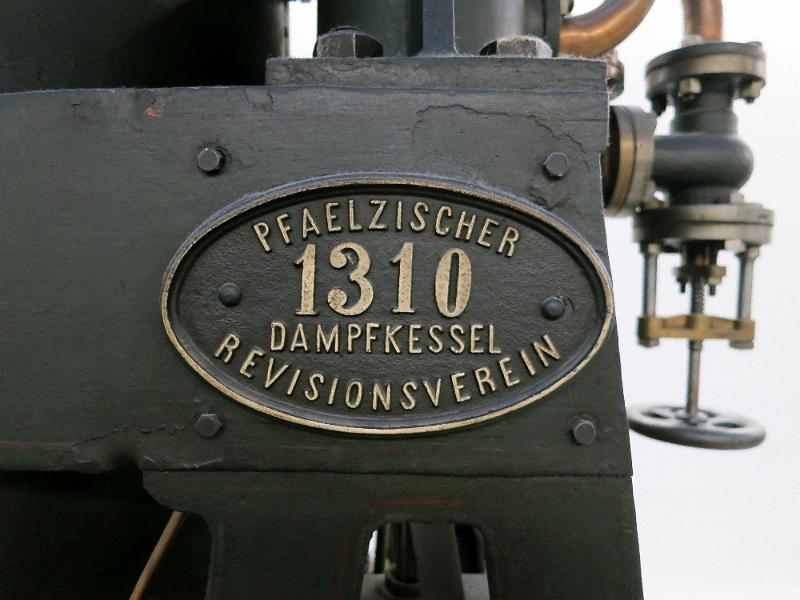 PFAELZISCHER
1310
DAMPFKESSEL
REVISIONSVEREIN